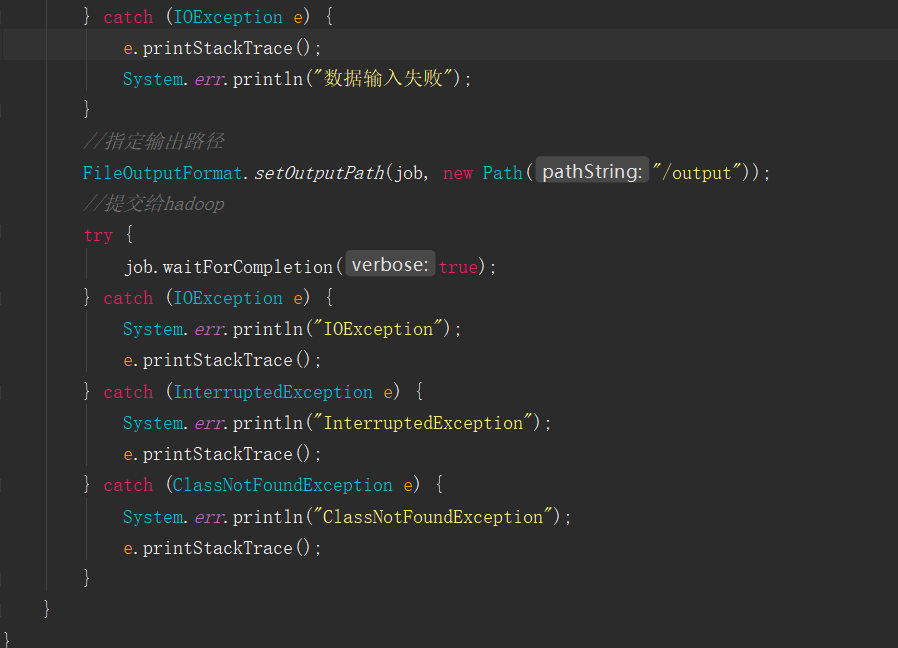 } catch (IOException e) {
e.printStackTrace();
System.err.println("数据输入失败");
}
//指定输出路径
FileOutputFormat.setOutputPath(job, new Path( pathString: "/output"));
//提交给hadoop
try {
job.waitForCompletion( verbose: true);
} catch (IOException e) {
System.err.println("IOException");
e.printStackTrace();
} catch (InterruptedException e) {
System.err.println("InterruptedException");
e.printStackTrace();
} catch (ClassNotFoundException e) {
System.err.println("ClassNotFoundException");
e.printStackTrace();
}
}
}